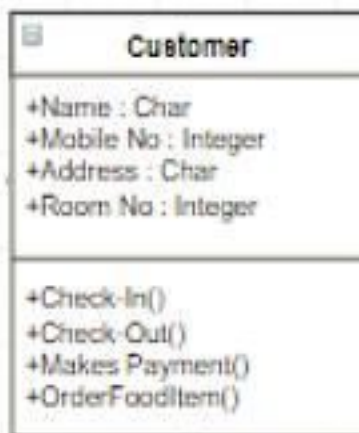 Customer
+Name : Char
+Mobile No : Integer
+Address : Char
+Room No : Integer
+Check-In()
+Check-Out()
+Makes Payment()
+OrderFoodItem()